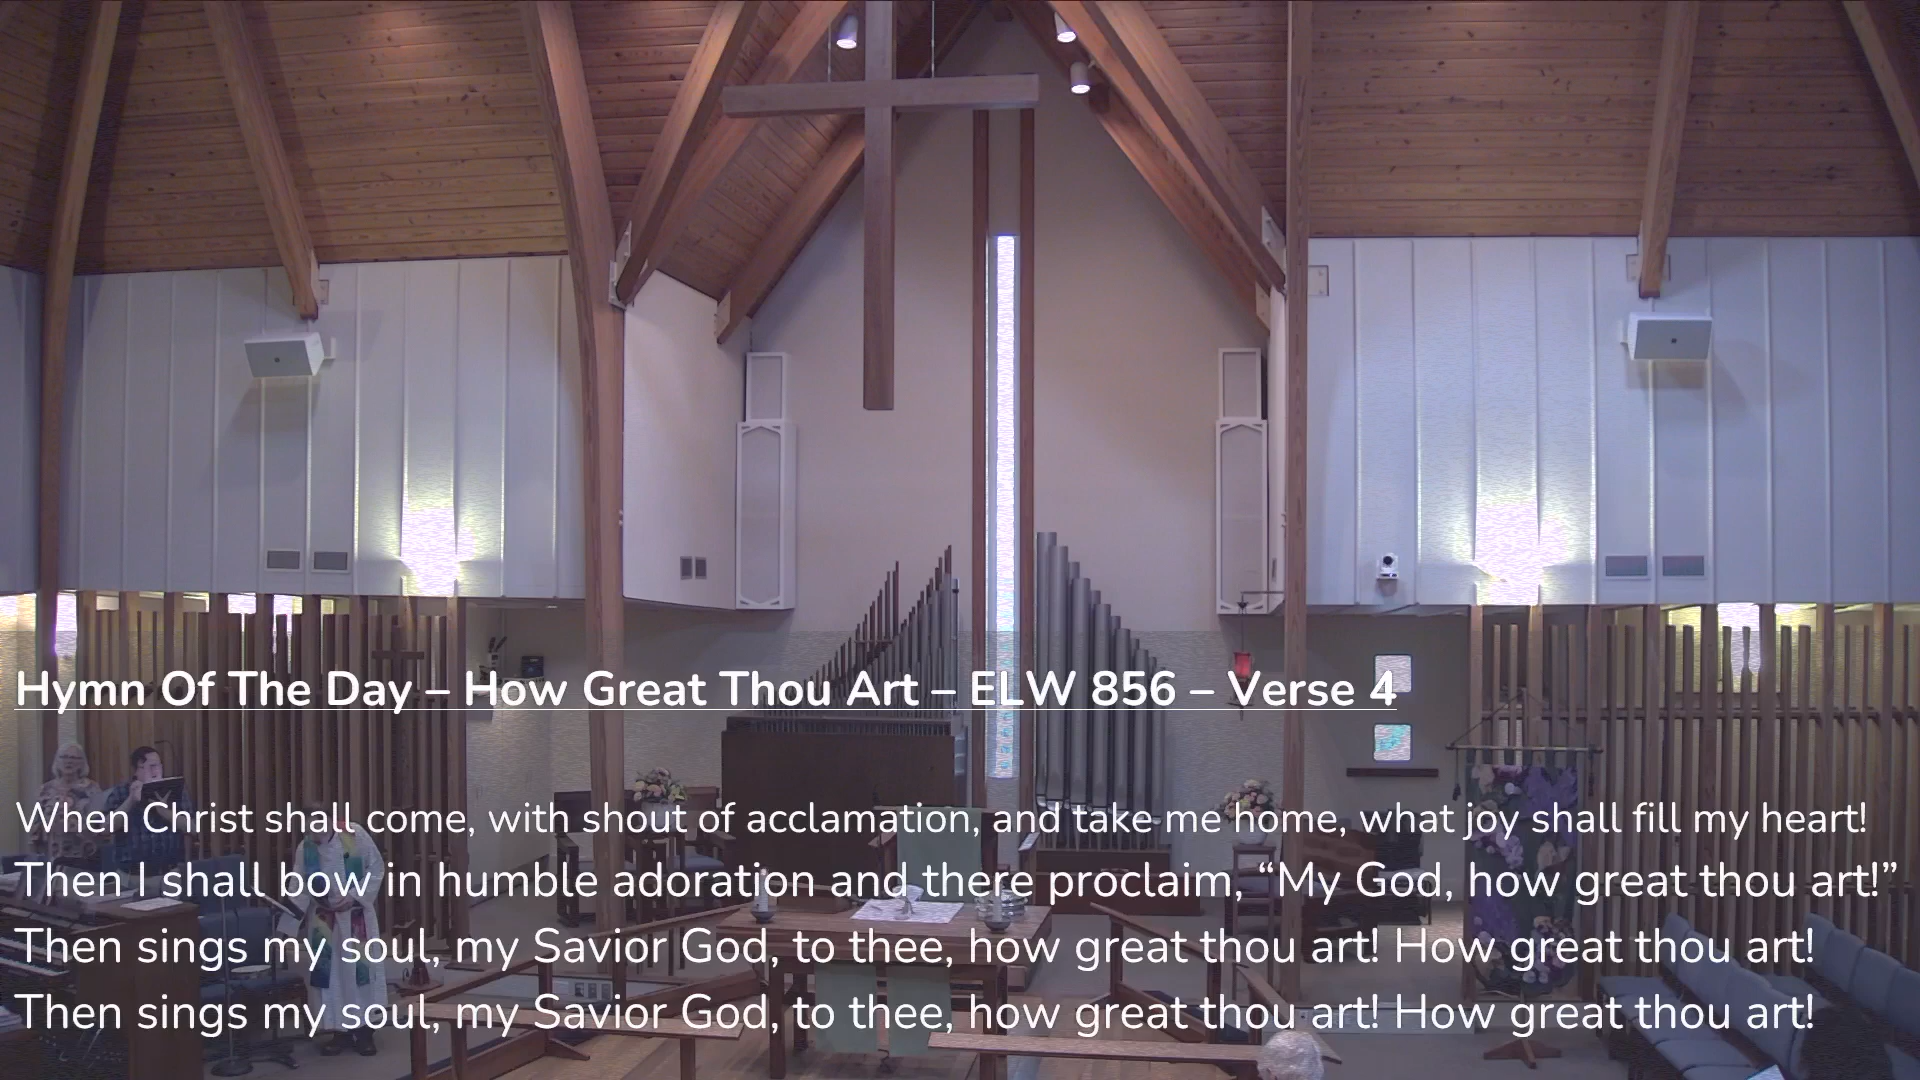 Hymn Of The Day – How Great Thou Art – ELW 856 – Verse 4
When Christ shall come, with shout of acclamation, and take me home, what joy shall fill my heart!
Then I shall bow in humble adoration and there proclaim, “My God, how great thou art!”
Then sings my soul, my Savior God, to thee, how great thou art! How great thou art!
Then sings my soul, my Savior God, to thee, how great thou art! How great thou art!